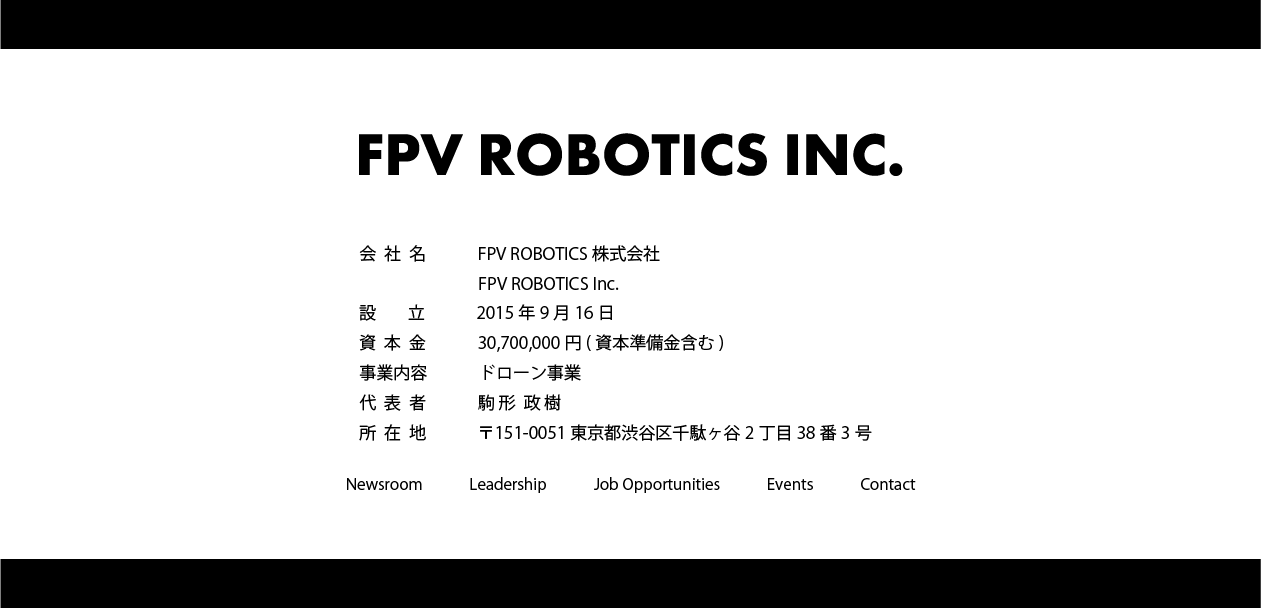 FPV ROBOTICS INC.
会社名 FPV ROBOTICS 株式会社
FPV ROBOTICS Inc.
設立 2015 年 9 月 16 日
資本金 30,700,000 円 ( 資本準備金含む )
事業内容 ドローン事業
代表者 駒形 政樹
所在地 〒151-0051 東京都渋谷区千駄ヶ谷 2 丁目 38 番 3 号
Newsroom Leadership Job Opportunities Events Contact